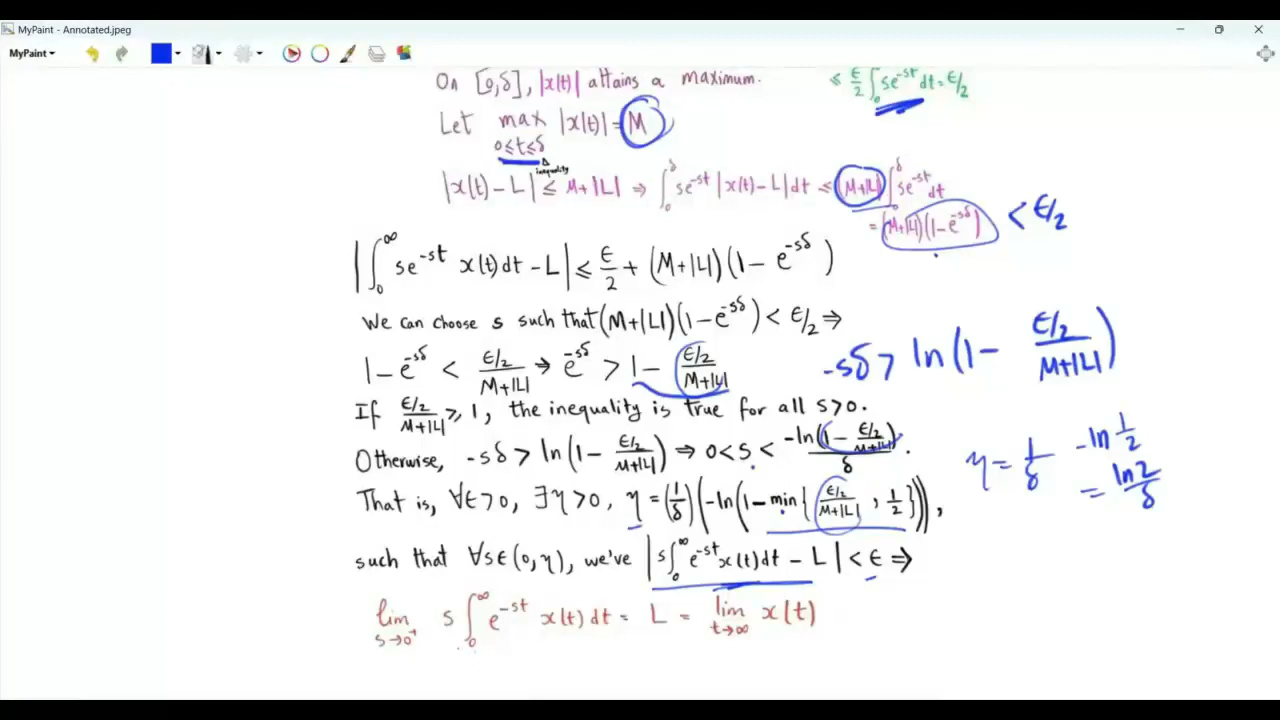 MyPaint - Annotated.jpeg
MyPaint
On [0,δ], |x(t)| attains a maximum.
≤ ε/2 ∫₀ se^{-st} dt = ε/2
Let max_{0≤t≤δ} |x(t)| = M
Δ inequality
|x(t) - L| ≤ M+|L| ⇒ ∫₀^δ se^{-st} |x(t) - L| dt ≤ (M+|L|) ∫₀^δ se^{-st} dt
= (M+|L|)(1-e^{-sδ}) < ε/2
|∫₀^∞ se^{-st} x(t) dt - L| ≤ ε/2 + (M+|L|)(1 - e^{-sδ})
We can choose s such that (M+|L|)(1-e^{-sδ}) < ε/2 ⇒
1 - e^{-sδ} < (ε/2)/(M+|L|) → e^{-sδ} > 1 - (ε/2)/(M+|L|)
-sδ > ln(1 - (ε/2)/(M+|L|))
If (ε/2)/(M+|L|) ≥ 1, the inequality is true for all s>0.
Otherwise, -sδ > ln(1 - (ε/2)/(M+|L|)) ⇒ 0 < s < -ln(1 - (ε/2)/(M+|L|))/δ.
η = 1/δ -ln 1/2
= ln2/δ
That is, ∀ε>0, ∃η>0, η = (1/δ)(-ln(1-min{(ε/2)/(M+|L|), 1/2})),
such that ∀s∈(0,η), we've |s∫₀^∞ e^{-st} x(t) dt - L| < ε ⇒
lim_{s→0⁺} s ∫₀^∞ e^{-st} x(t) dt = L = lim_{t→∞} x(t)